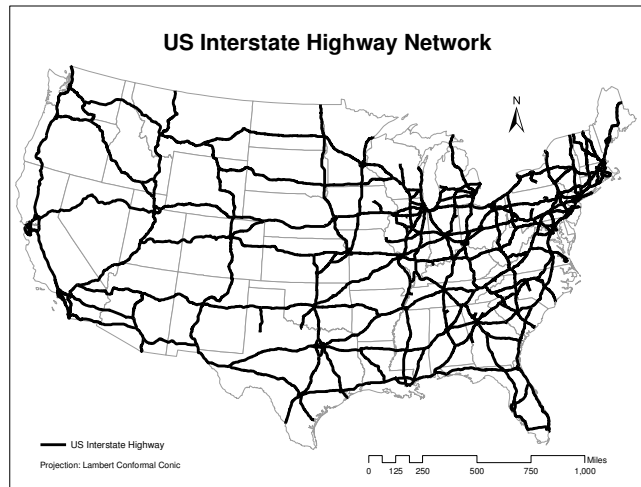 US Interstate Highway Network
N
US Interstate Highway
Projection: Lambert Conformal Conic
Miles
0 125 250 500 750 1,000